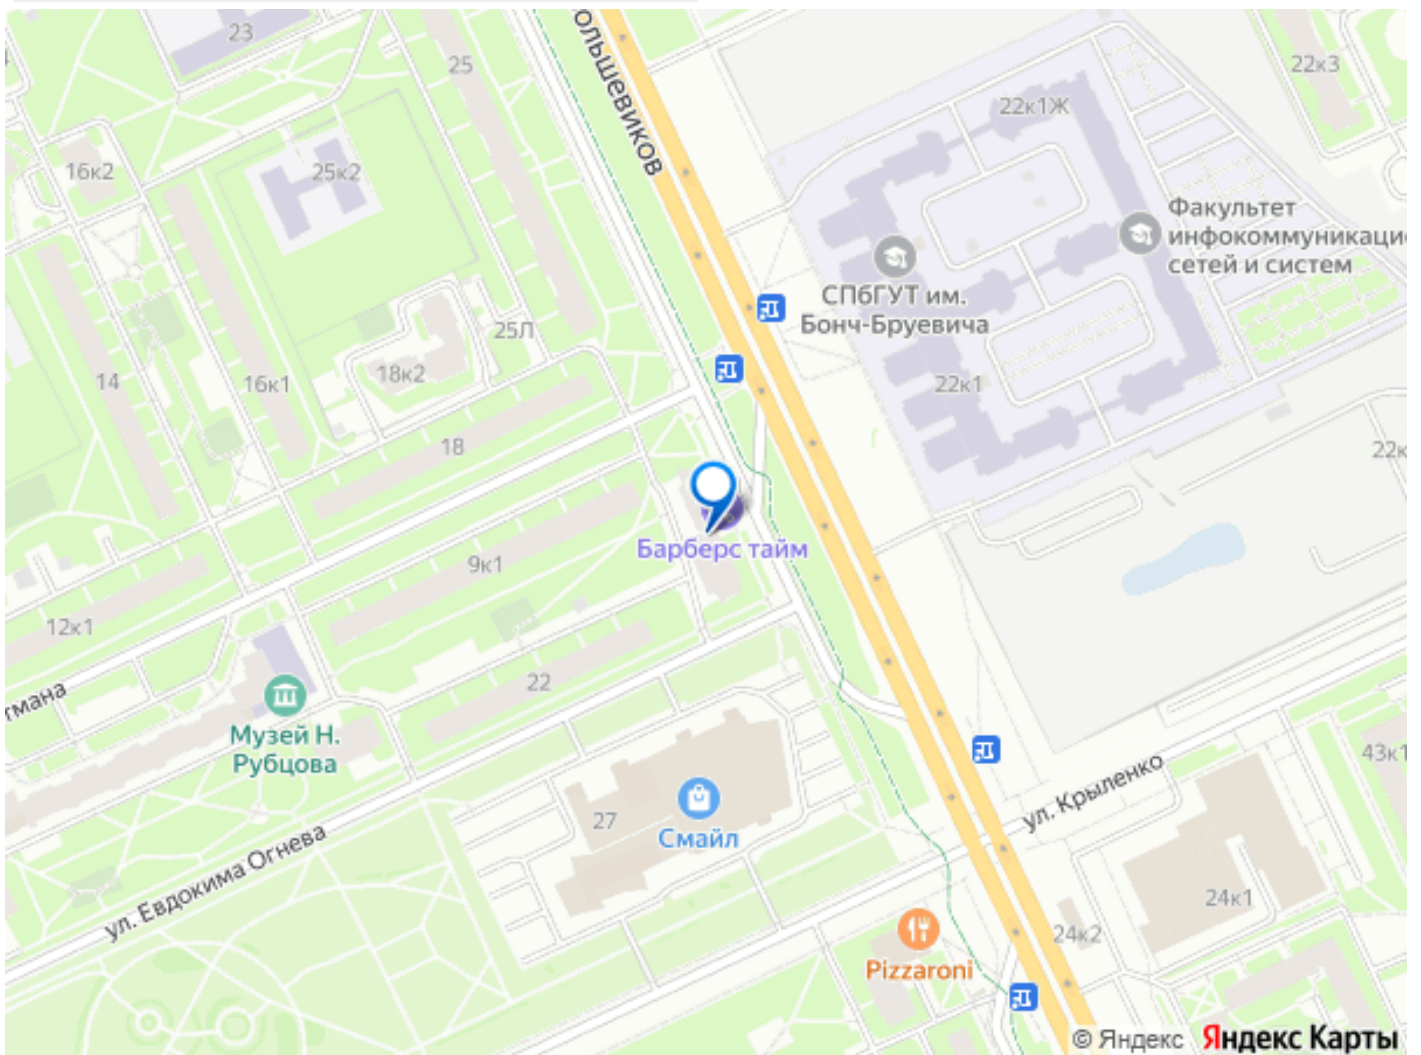 23
25
ольшевиков
22к3
22к1Ж
16к2
25к2
Факультет
инфокоммуникацио
сетей и систем
СПбГУТ им.
Бонч-Бруевича
25Л
14
16к1
18к2
22к1
18
22к
Барберс тайм
9к1
12к1
22
тмана
Музей Н.
Рубцова
43к1
ул. Крыленко
27
Смайл
ул. Евдокима Огнева
24к1
24к2
Pizzaroni
© Яндекс Яндекс Карты